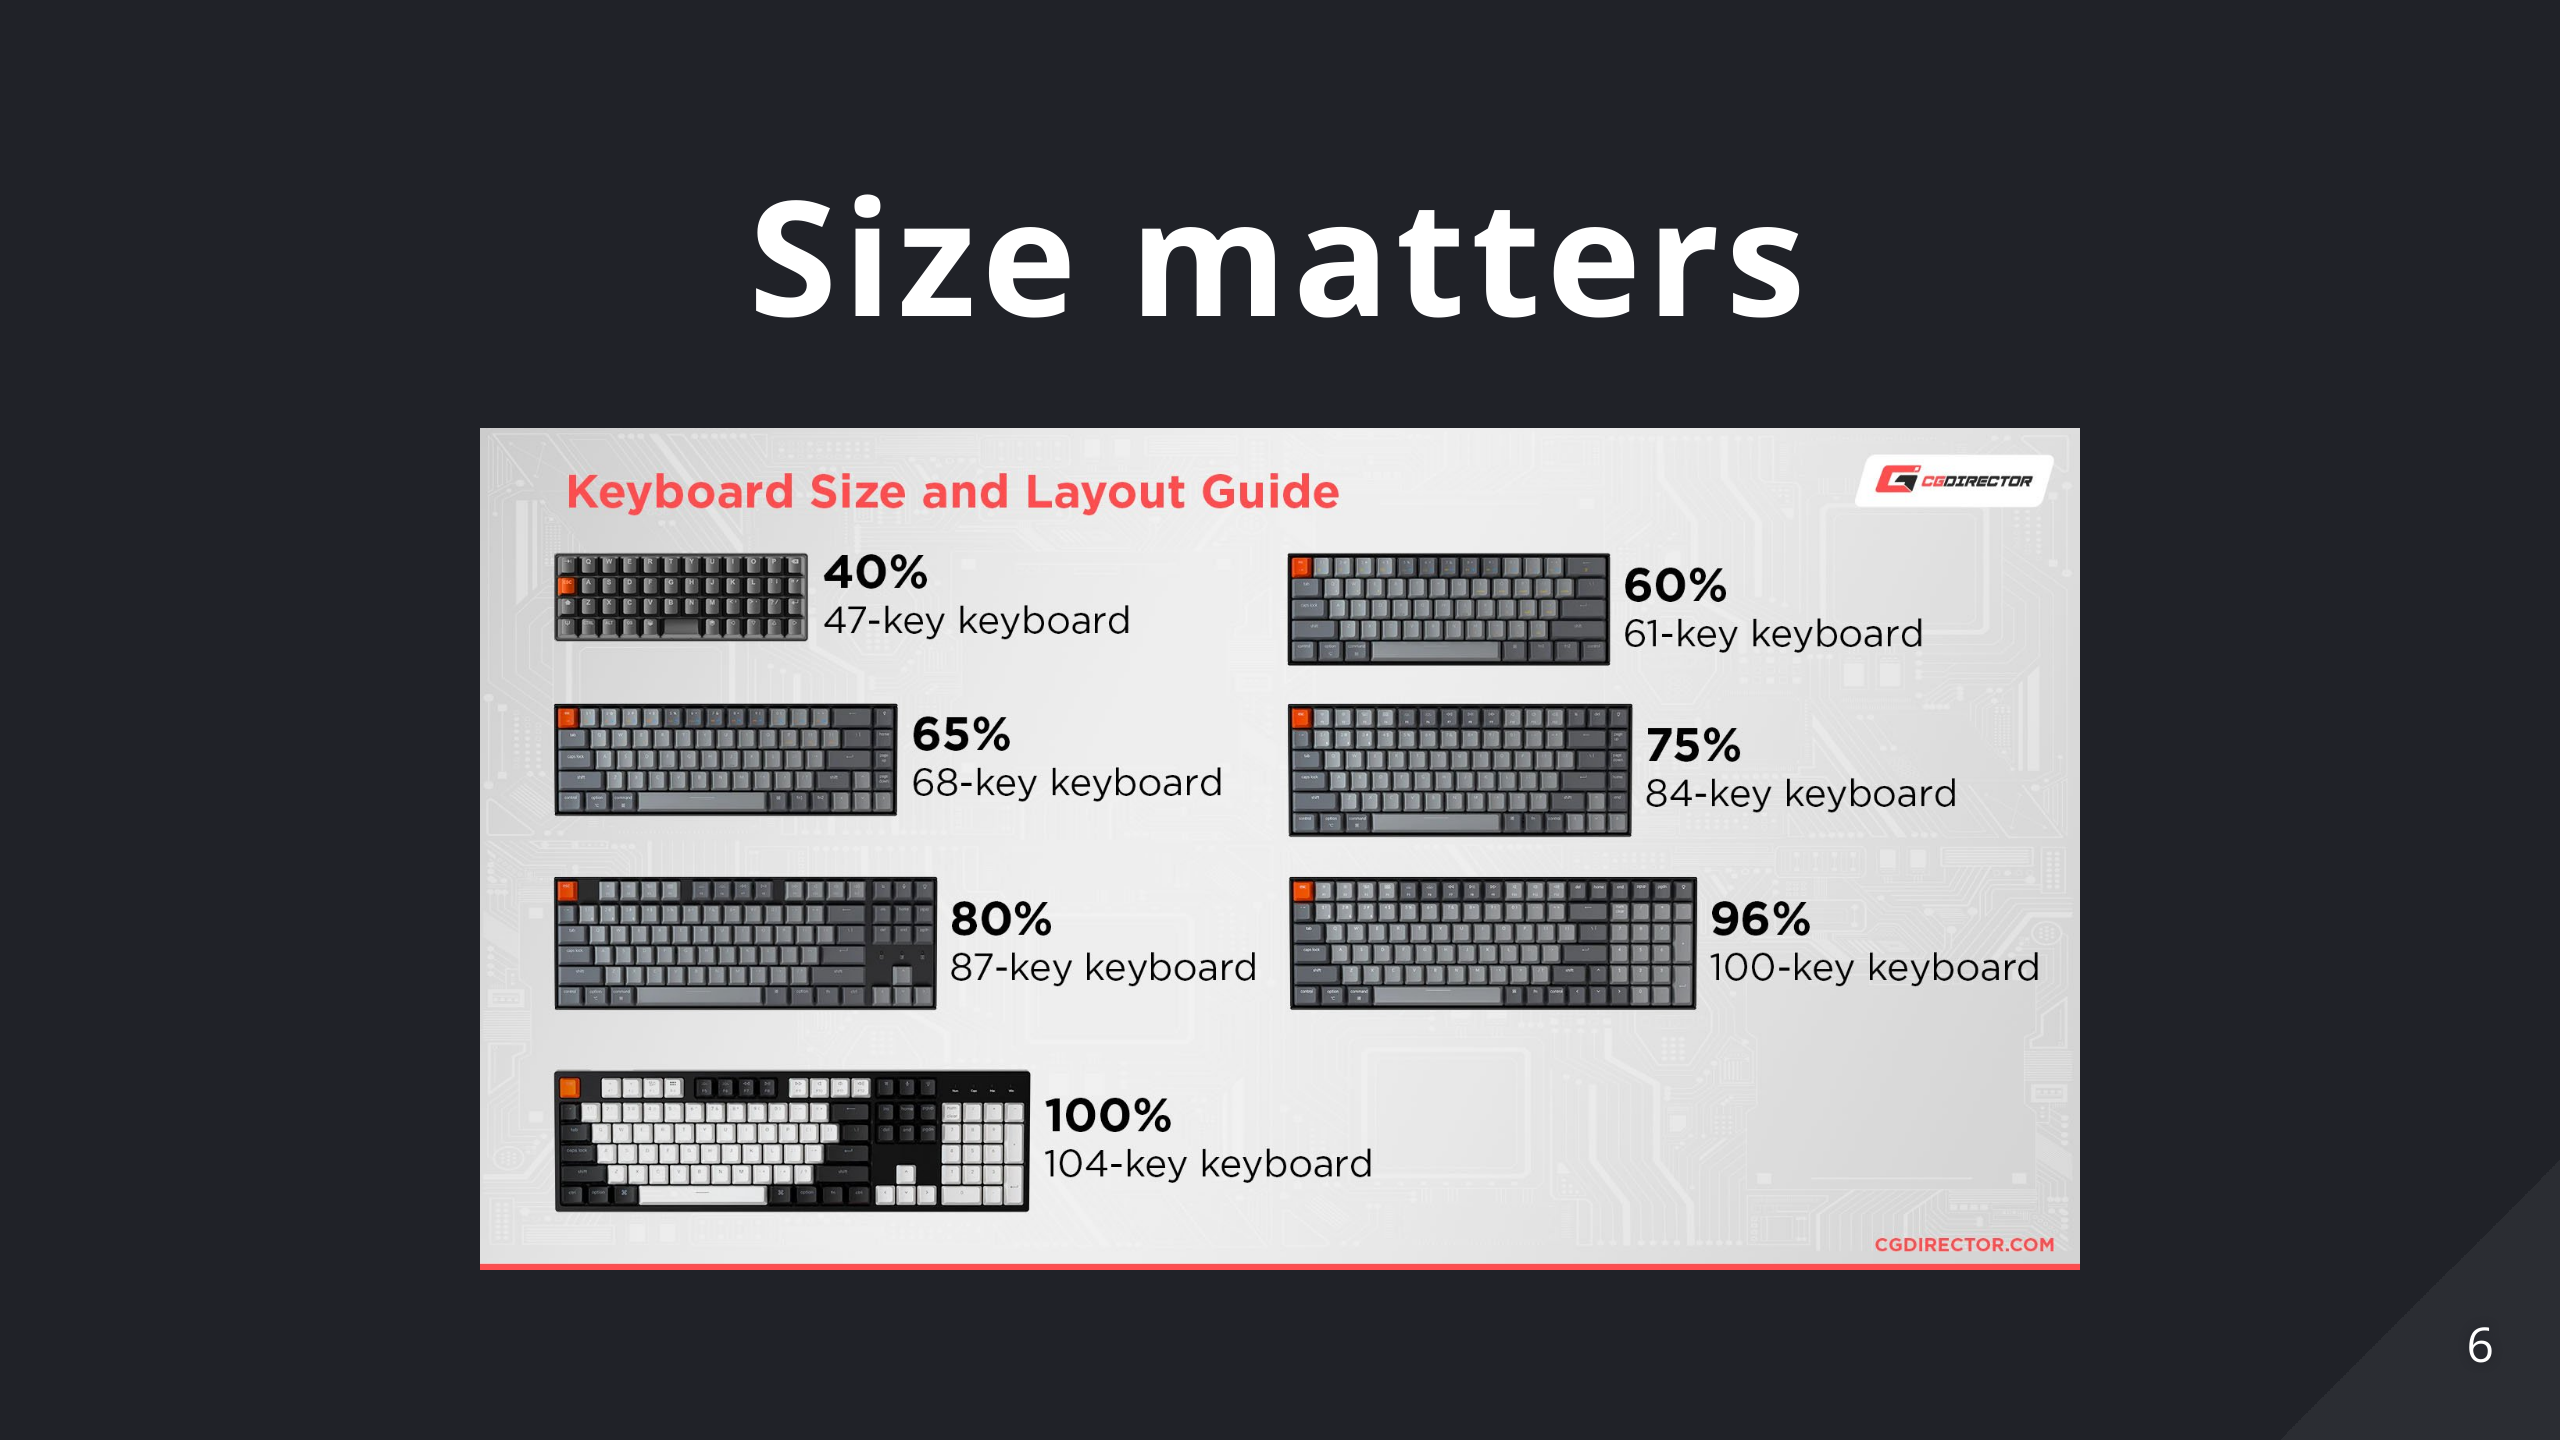 Size matters
Keyboard Size and Layout Guide
CGDIRECTOR
40%
47-key keyboard
60%
61-key keyboard
65%
68-key keyboard
75%
84-key keyboard
80%
87-key keyboard
96%
100-key keyboard
100%
104-key keyboard
CGDIRECTOR.COM
6